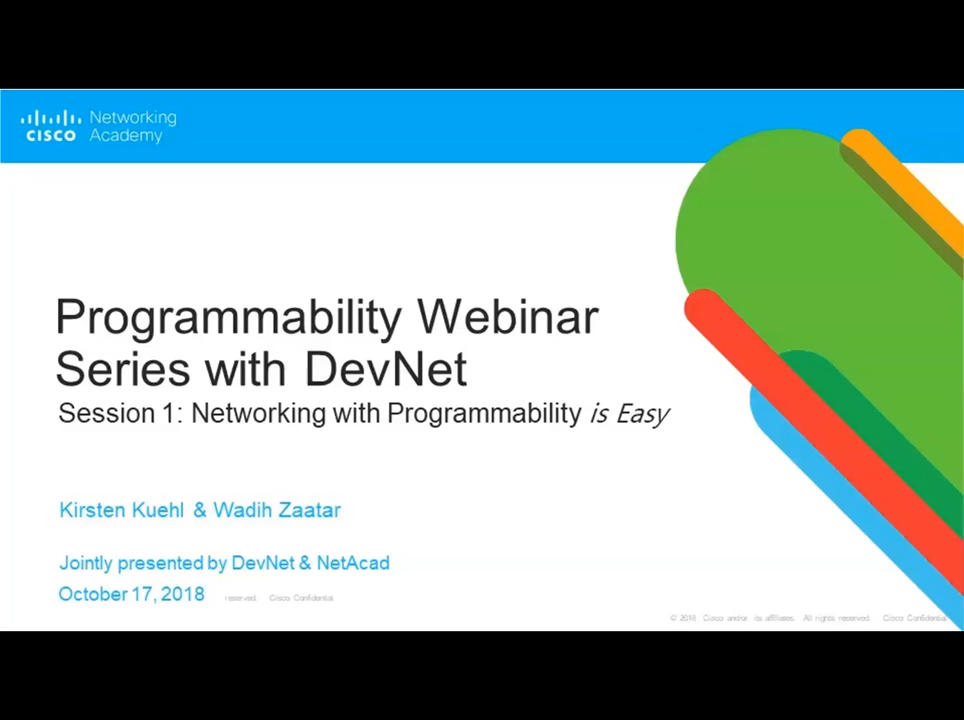 CISCO
Networking
Academy
Programmability Webinar
Series with DevNet
Session 1: Networking with Programmability is Easy
Kirsten Kuehl & Wadih Zaatar
Jointly presented by DevNet & NetAcad
October 17, 2018
reserved. Cisco Confidential
© 2018 Cisco and/or its affiliates. All rights reserved. Cisco Confidential